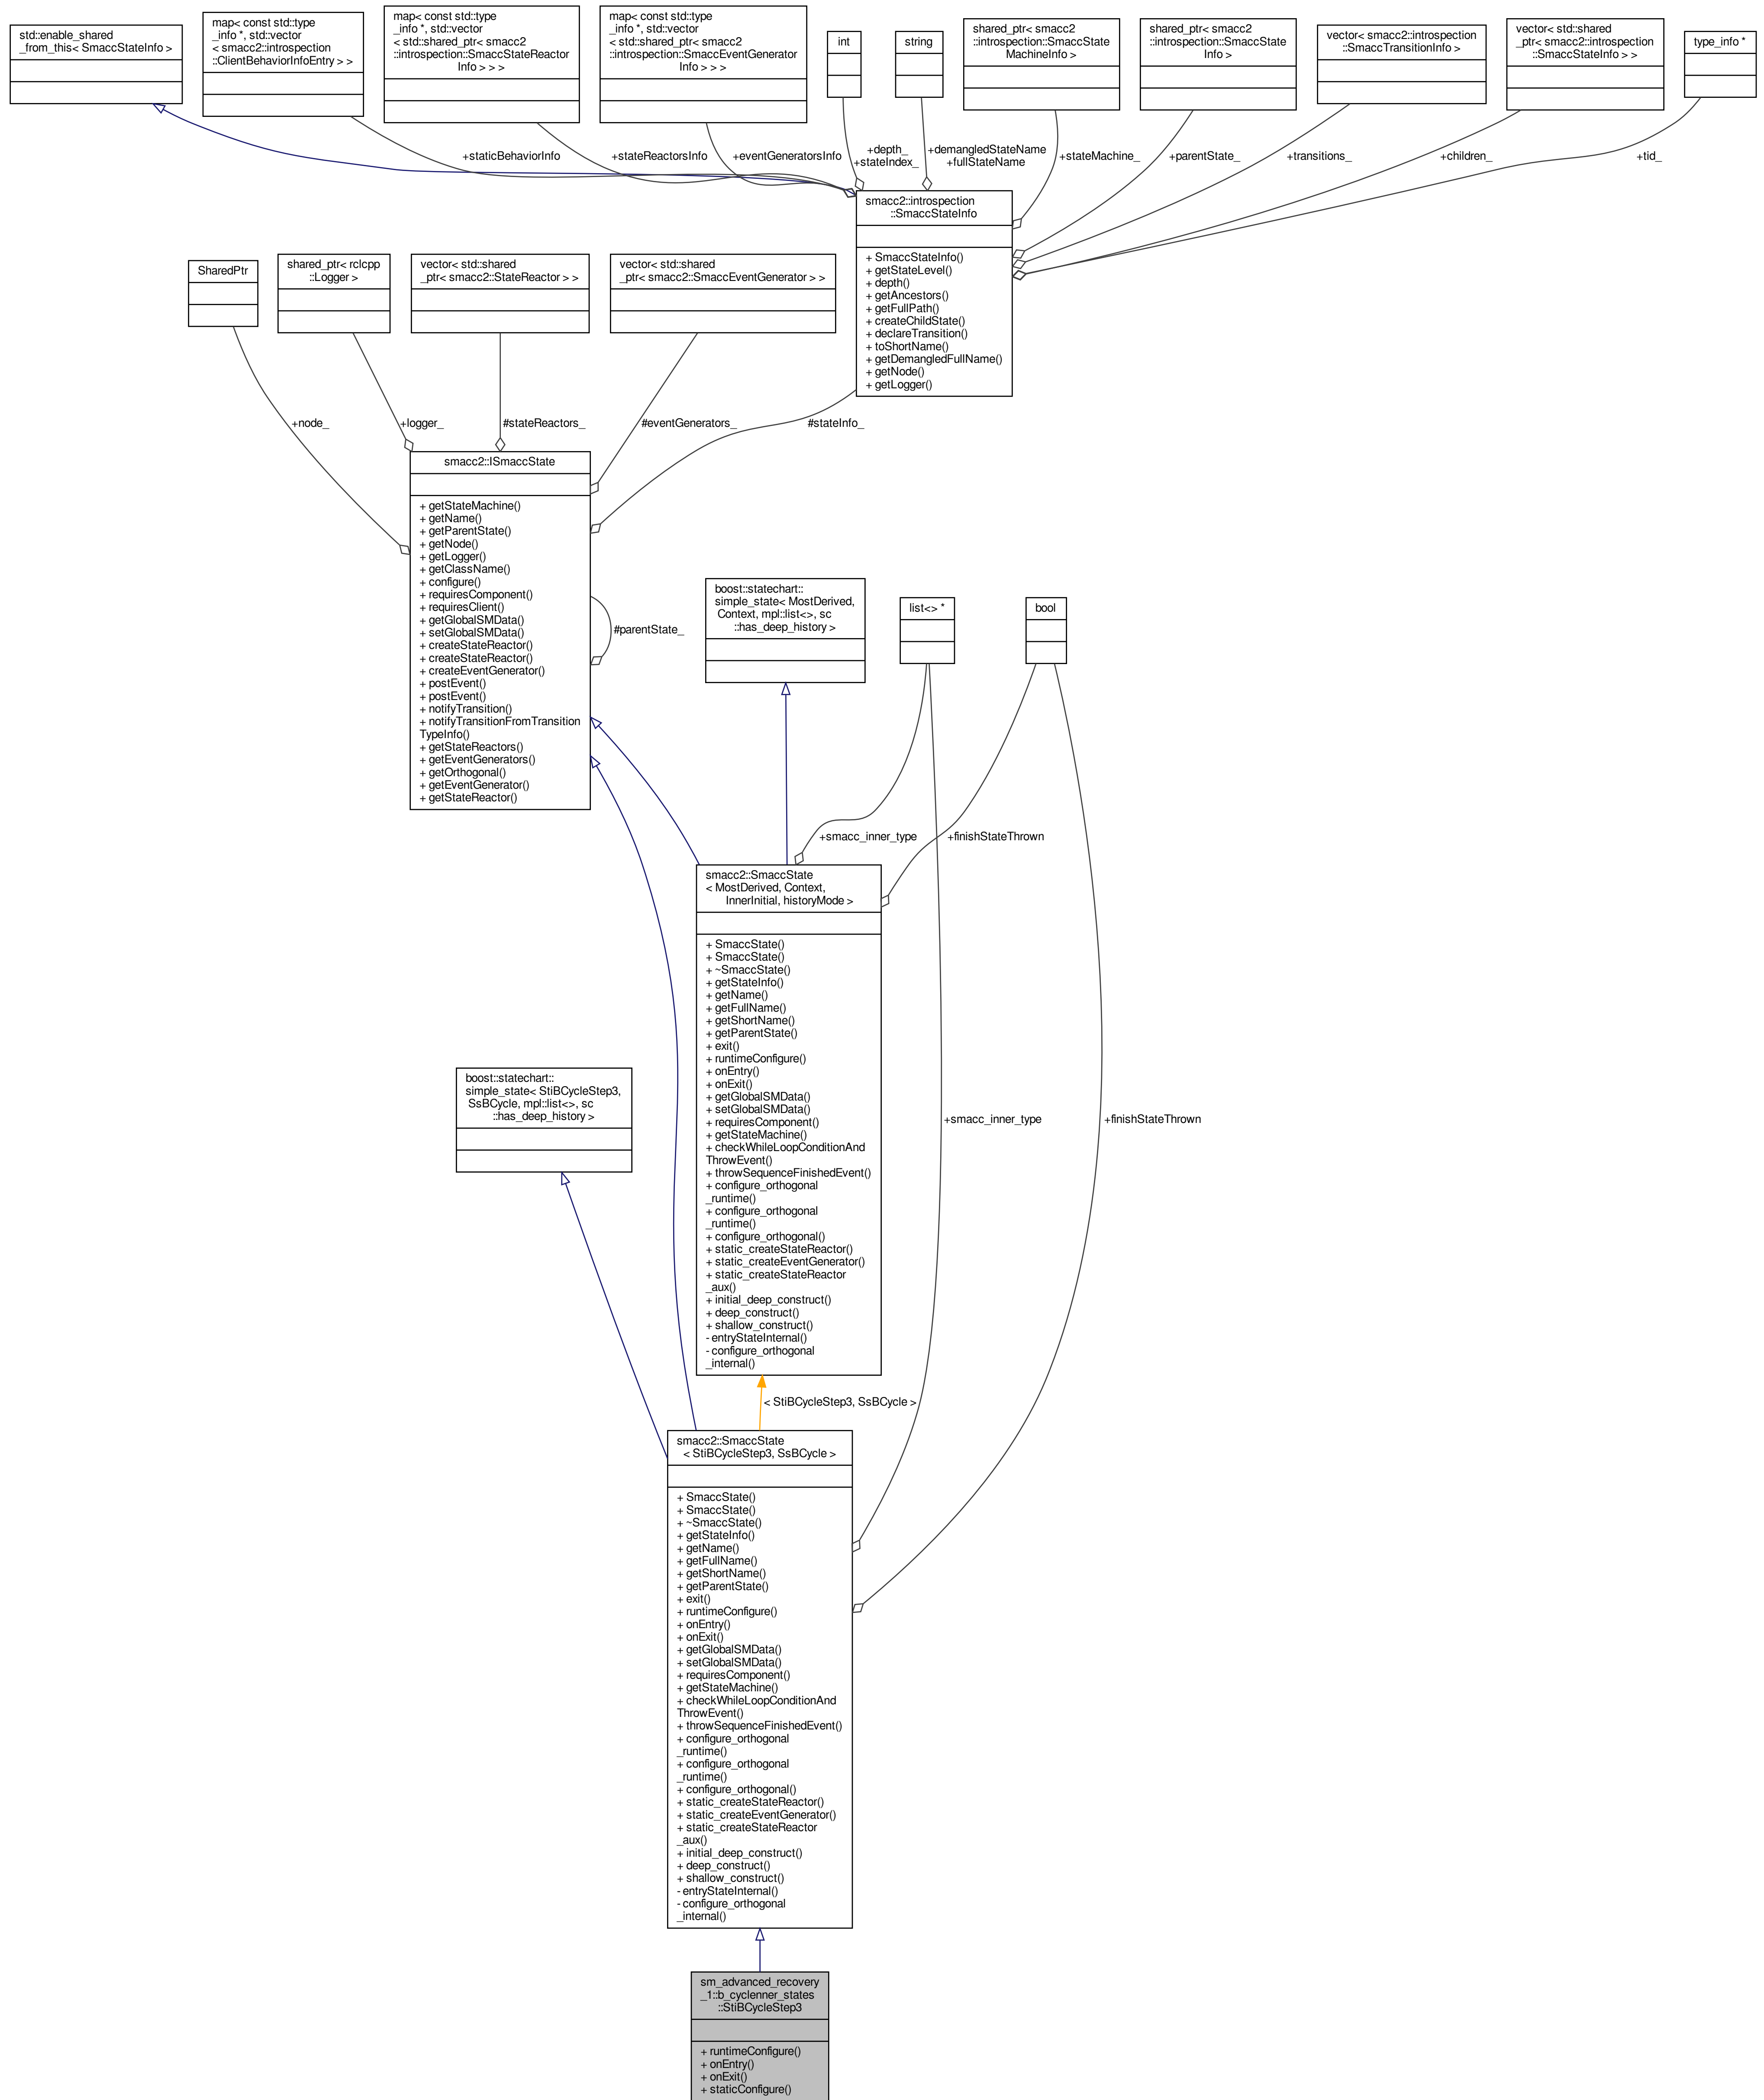 std::enable_shared
_from_this< SmaccStateInfo >
map< const std::type
_info *, std::vector
< smacc2::introspection
::ClientBehaviorInfoEntry > >
map< const std::type
_info *, std::vector
< std::shared_ptr< smacc2
::introspection::SmaccStateReactor
Info > > >
map< const std::type
_info *, std::vector
< std::shared_ptr< smacc2
::introspection::SmaccEventGenerator
Info > > >
int
string
shared_ptr< smacc2
::introspection::SmaccState
MachineInfo >
shared_ptr< smacc2
::introspection::SmaccState
Info >
vector< smacc2::introspection
::SmaccTransitionInfo >
vector< std::shared
_ptr< smacc2::introspection
::SmaccStateInfo > >
type_info *
+staticBehaviorInfo
+stateReactorsInfo
+eventGeneratorsInfo
+depth_
+stateIndex_
+demangledStateName
+fullStateName
+stateMachine_
+parentState_
+transitions_
+children_
+tid_
smacc2::introspection
::SmaccStateInfo
+ SmaccStateInfo()
+ getStateLevel()
+ depth()
+ getAncestors()
+ getFullPath()
+ createChildState()
+ declareTransition()
+ toShortName()
+ getDemangledFullName()
+ getNode()
+ getLogger()
SharedPtr
shared_ptr< rclcpp
::Logger >
vector< std::shared
_ptr< smacc2::StateReactor > >
vector< std::shared
_ptr< smacc2::SmaccEventGenerator > >
+node_
+logger_
#stateReactors_
#eventGenerators_
#stateInfo_
smacc2::ISmaccState
+ getStateMachine()
+ getName()
+ getParentState()
+ getNode()
+ getLogger()
+ getClassName()
+ configure()
+ requiresComponent()
+ requiresClient()
+ getGlobalSMData()
+ setGlobalSMData()
+ createStateReactor()
+ createStateReactor()
+ createEventGenerator()
+ postEvent()
+ postEvent()
+ notifyTransition()
+ notifyTransitionFromTransition
TypeInfo()
+ getStateReactors()
+ getEventGenerators()
+ getOrthogonal()
+ getEventGenerator()
+ getStateReactor()
#parentState_
boost::statechart::
simple_state< MostDerived,
Context, mpl::list<>, sc
::has_deep_history >
list<> *
bool
+smacc_inner_type
+finishStateThrown
smacc2::SmaccState
< MostDerived, Context,
InnerInitial, historyMode >
+ SmaccState()
+ SmaccState()
+ ~SmaccState()
+ getStateInfo()
+ getName()
+ getFullName()
+ getShortName()
+ getParentState()
+ exit()
+ runtimeConfigure()
+ onEntry()
+ onExit()
+ getGlobalSMData()
+ setGlobalSMData()
+ requiresComponent()
+ getStateMachine()
+ checkWhileLoopConditionAnd
ThrowEvent()
+ throwSequenceFinishedEvent()
+ configure_orthogonal
_runtime()
+ configure_orthogonal
_runtime()
+ configure_orthogonal()
+ static_createStateReactor()
+ static_createEventGenerator()
+ static_createStateReactor
_aux()
+ initial_deep_construct()
+ deep_construct()
+ shallow_construct()
- entryStateInternal()
- configure_orthogonal
_internal()
boost::statechart::
simple_state< StiBCycleStep3,
SsBCycle, mpl::list<>, sc
::has_deep_history >
+smacc_inner_type
+finishStateThrown
< StiBCycleStep3, SsBCycle >
smacc2::SmaccState
< StiBCycleStep3, SsBCycle >
+ SmaccState()
+ SmaccState()
+ ~SmaccState()
+ getStateInfo()
+ getName()
+ getFullName()
+ getShortName()
+ getParentState()
+ exit()
+ runtimeConfigure()
+ onEntry()
+ onExit()
+ getGlobalSMData()
+ setGlobalSMData()
+ requiresComponent()
+ getStateMachine()
+ checkWhileLoopConditionAnd
ThrowEvent()
+ throwSequenceFinishedEvent()
+ configure_orthogonal
_runtime()
+ configure_orthogonal
_runtime()
+ configure_orthogonal()
+ static_createStateReactor()
+ static_createEventGenerator()
+ static_createStateReactor
_aux()
+ initial_deep_construct()
+ deep_construct()
+ shallow_construct()
- entryStateInternal()
- configure_orthogonal
_internal()
sm_advanced_recovery
_1::b_cyclenner_states
::StiBCycleStep3
+ runtimeConfigure()
+ onEntry()
+ onExit()
+ staticConfigure()